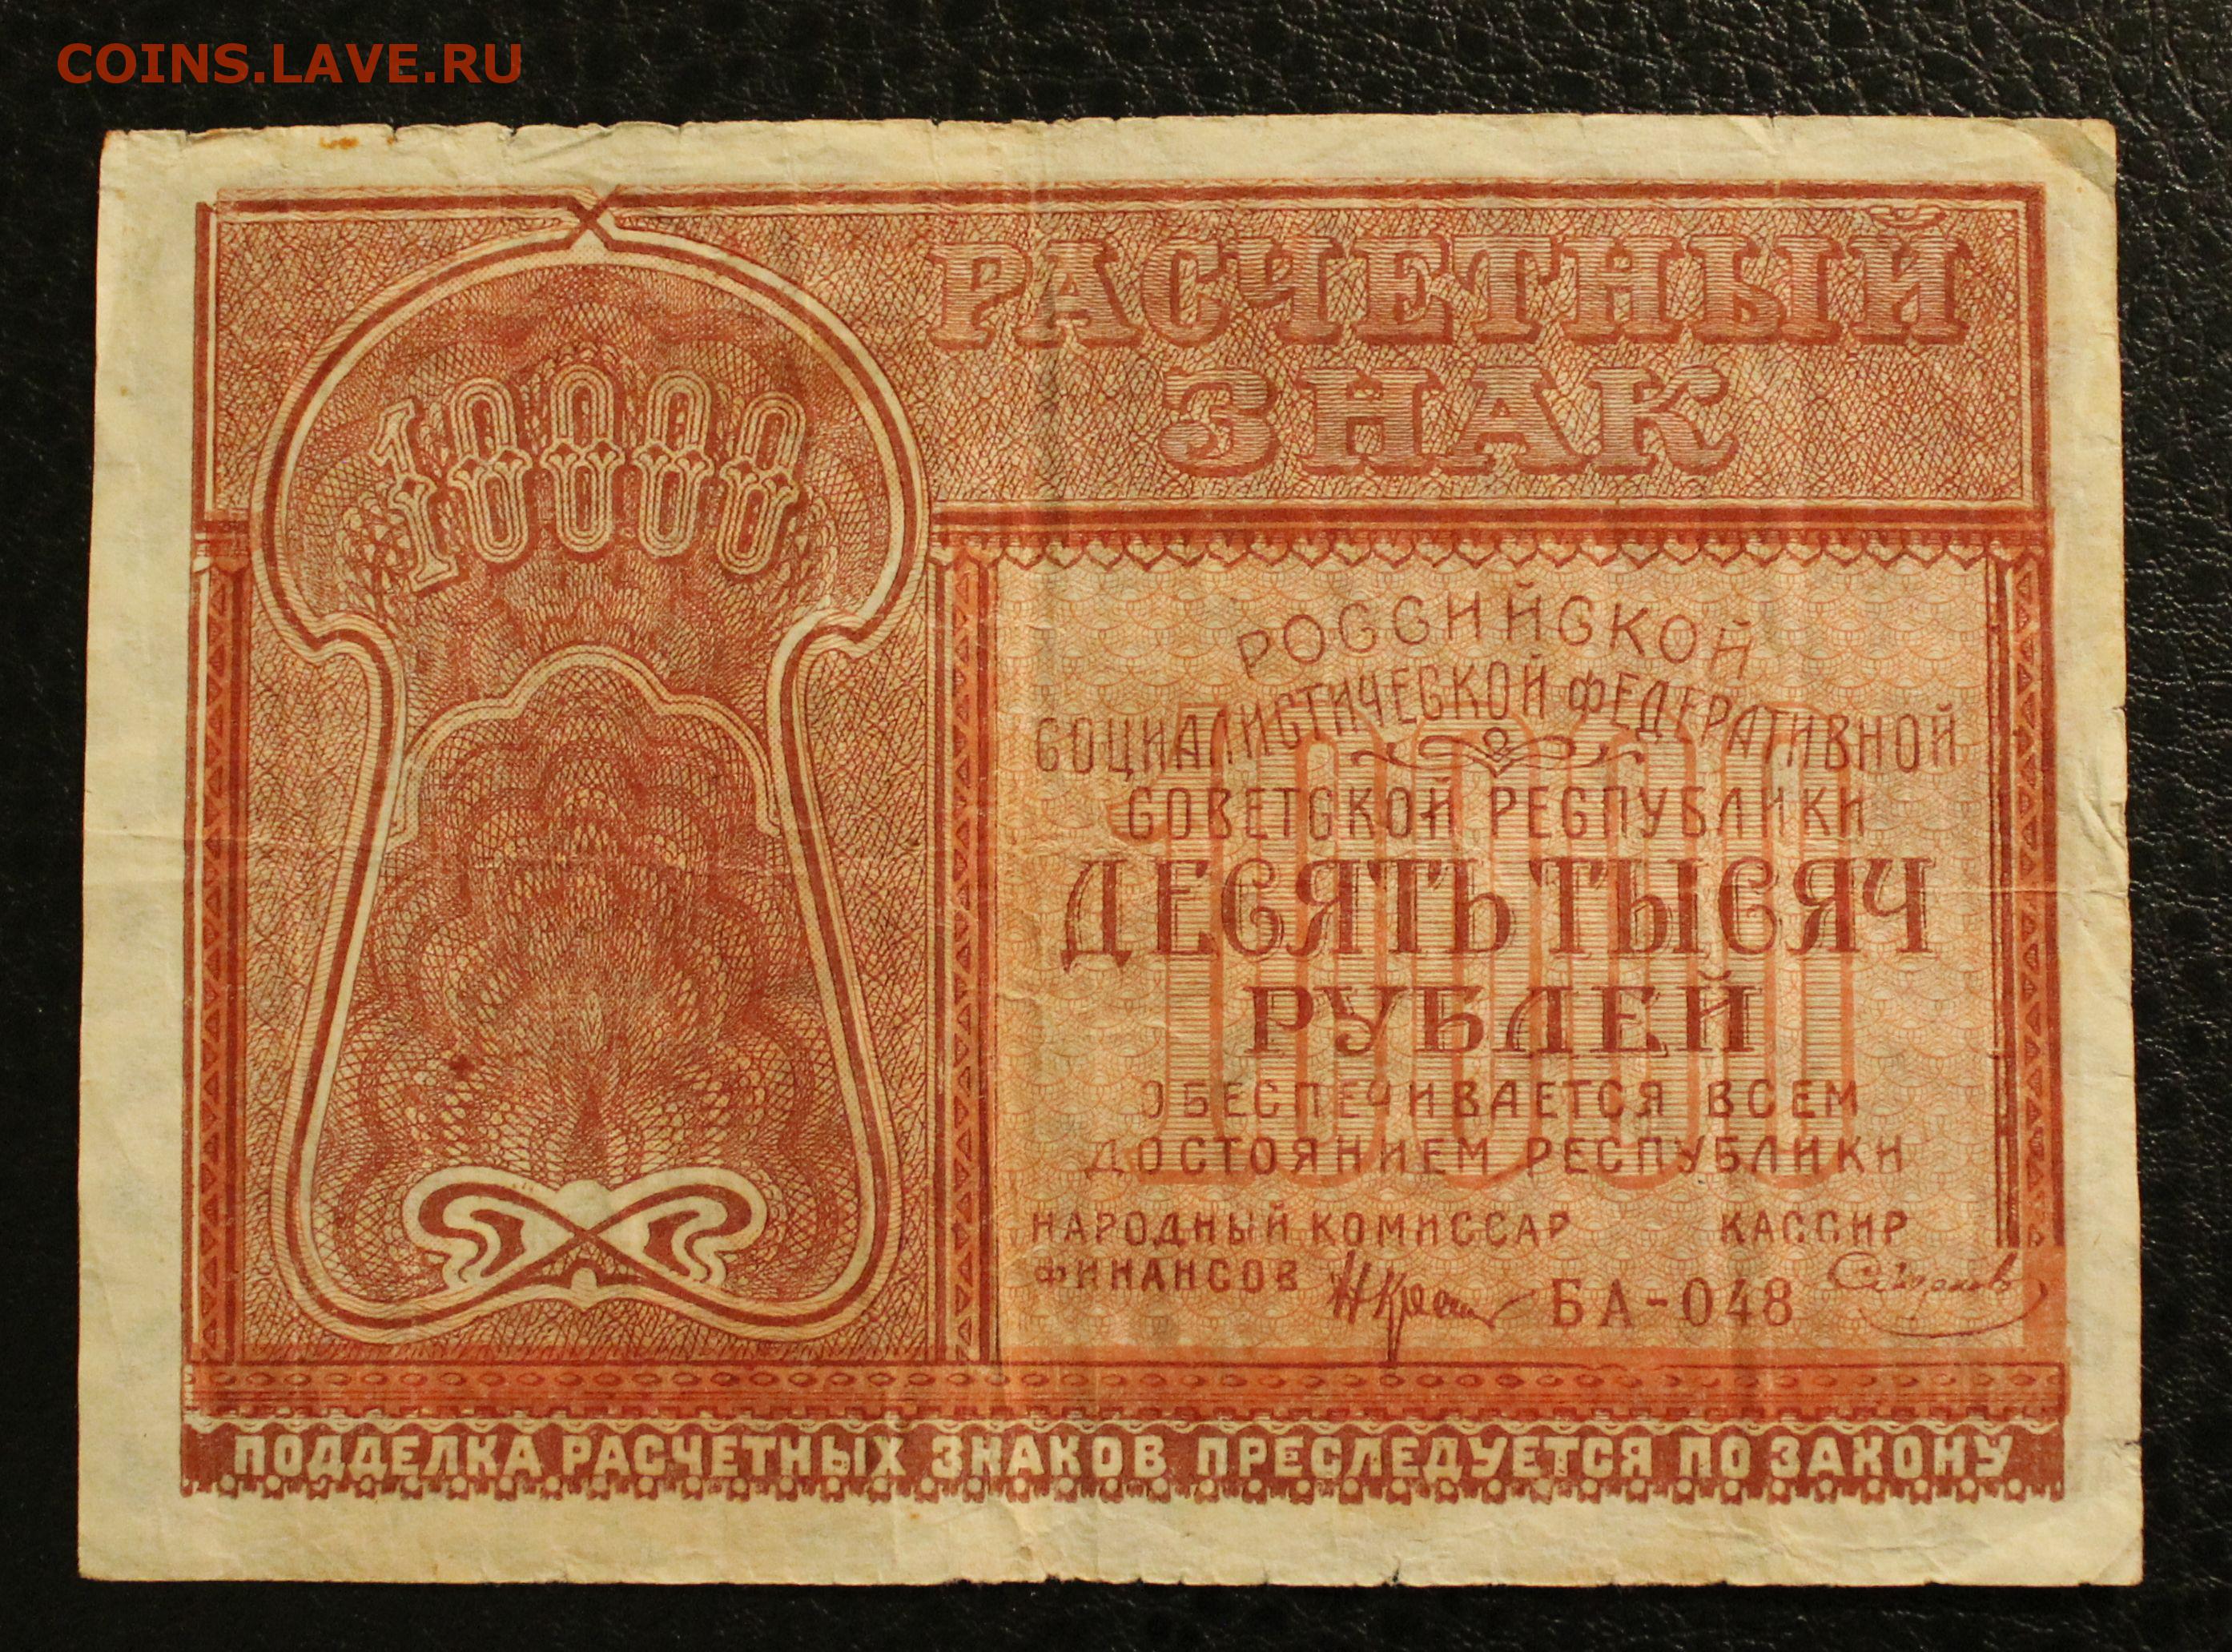 COINS.LAVE.RU
РАСЧЕТНЫЙ
ЗНАК
10000
РОССИЙСКОЙ
СОЦИАЛИСТИЧЕСКОЙ ФЕДЕРАТИВНОЙ
СОВЕТСКОЙ РЕСПУБЛИКИ
10000
ДЕСЯТЬ ТЫСЯЧ
РУБЛЕЙ
ОБЕСПЕЧИВАЕТСЯ ВСЕМ
ДОСТОЯНИЕМ РЕСПУБЛИКИ
НАРОДНЫЙ КОМИССАР КАССИР
ФИНАНСОВ БА-048
ПОДДЕЛКА РАСЧЕТНЫХ ЗНАКОВ ПРЕСЛЕДУЕТСЯ ПО ЗАКОНУ